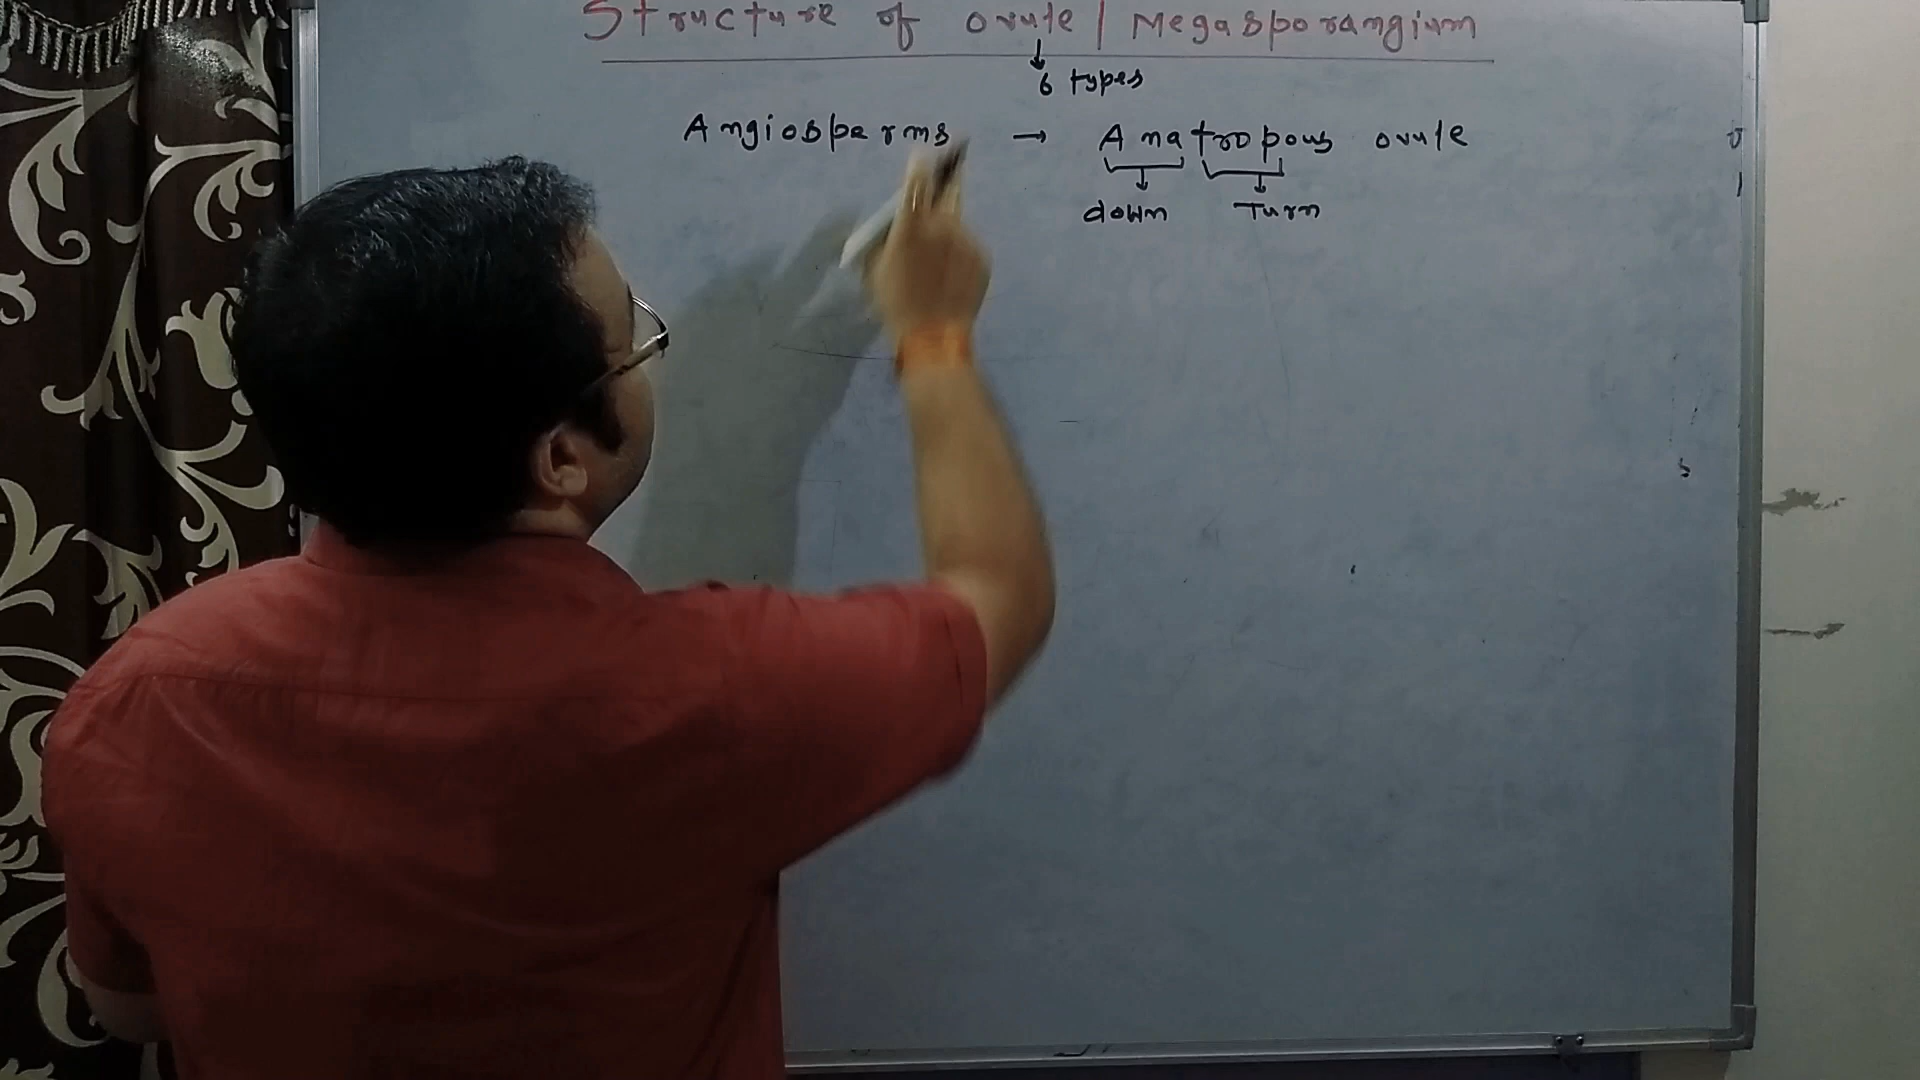 Structure of ovule | Megasporangium
↓
6 types
Angiosperms → Anatropous ovule
↓ ↓
down Turn